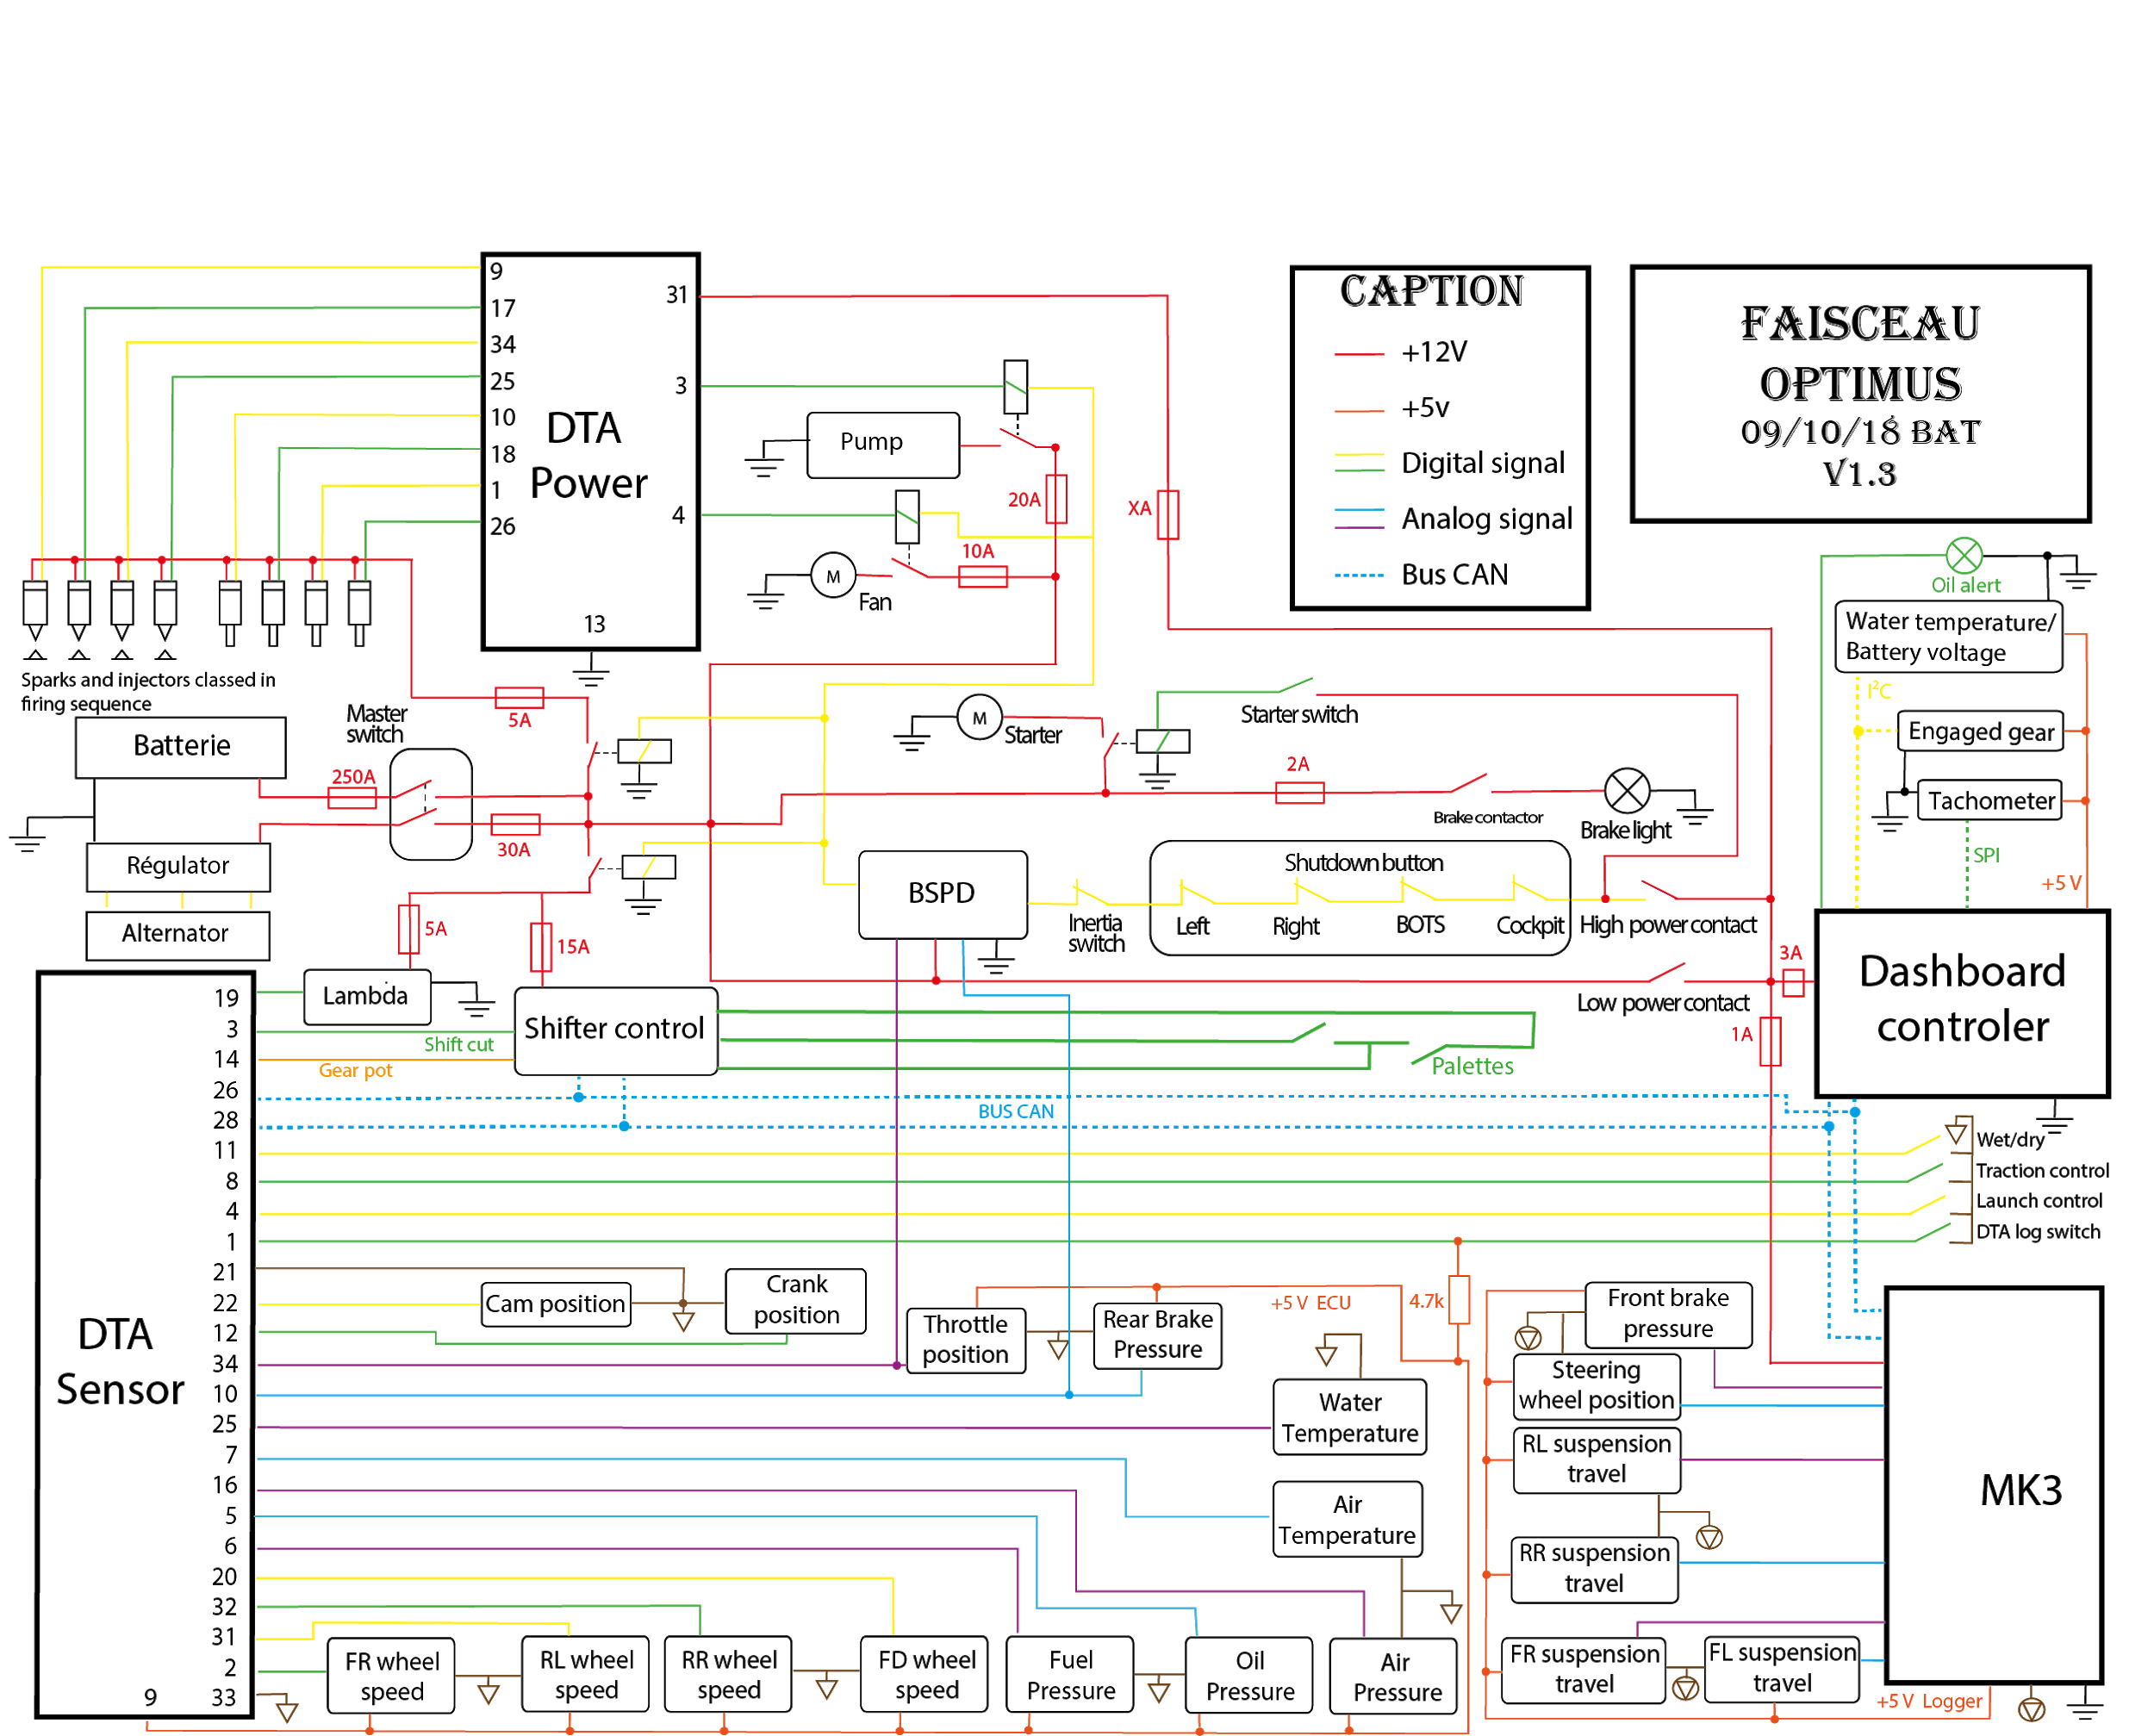 9
17
34
25
10
18
1
26
31
3
4
13
DTA
Power
Pump
20A
10A
M
Fan
XA
CAPTION
+12V
+5v
Digital signal
Analog signal
Bus CAN
FAISCEAU
OPTIMUS
09/10/18 BAT
V1.3
Oil alert
Water temperature/
Battery voltage
I²C
Engaged gear
Tachometer
SPI
+5 V
Sparks and injectors classed in
firing sequence
5A
Master
switch
Batterie
250A
30A
Régulator
Alternator
M
Starter
Starter switch
2A
Brake contactor
Brake light
BSPD
Inertia
switch
Shutdown button
Left
Right
BOTS
Cockpit
High power contact
Low power contact
3A
1A
Dashboard
controler
5A
15A
Lambda
Shifter control
Shift cut
Gear pot
Palettes
BUS CAN
Wet/dry
Traction control
Launch control
DTA log switch
DTA
Sensor
19
3
14
26
28
11
8
4
1
21
22
12
34
10
25
7
16
5
6
20
32
31
2
33
9
Cam position
Crank
position
Throttle
position
Rear Brake
Pressure
+5 V ECU
4.7k
Water
Temperature
Air
Temperature
FR wheel
speed
RL wheel
speed
RR wheel
speed
FD wheel
speed
Fuel
Pressure
Oil
Pressure
Air
Pressure
Front brake
pressure
Steering
wheel position
RL suspension
travel
RR suspension
travel
FR suspension
travel
FL suspension
travel
MK3
+5 V Logger